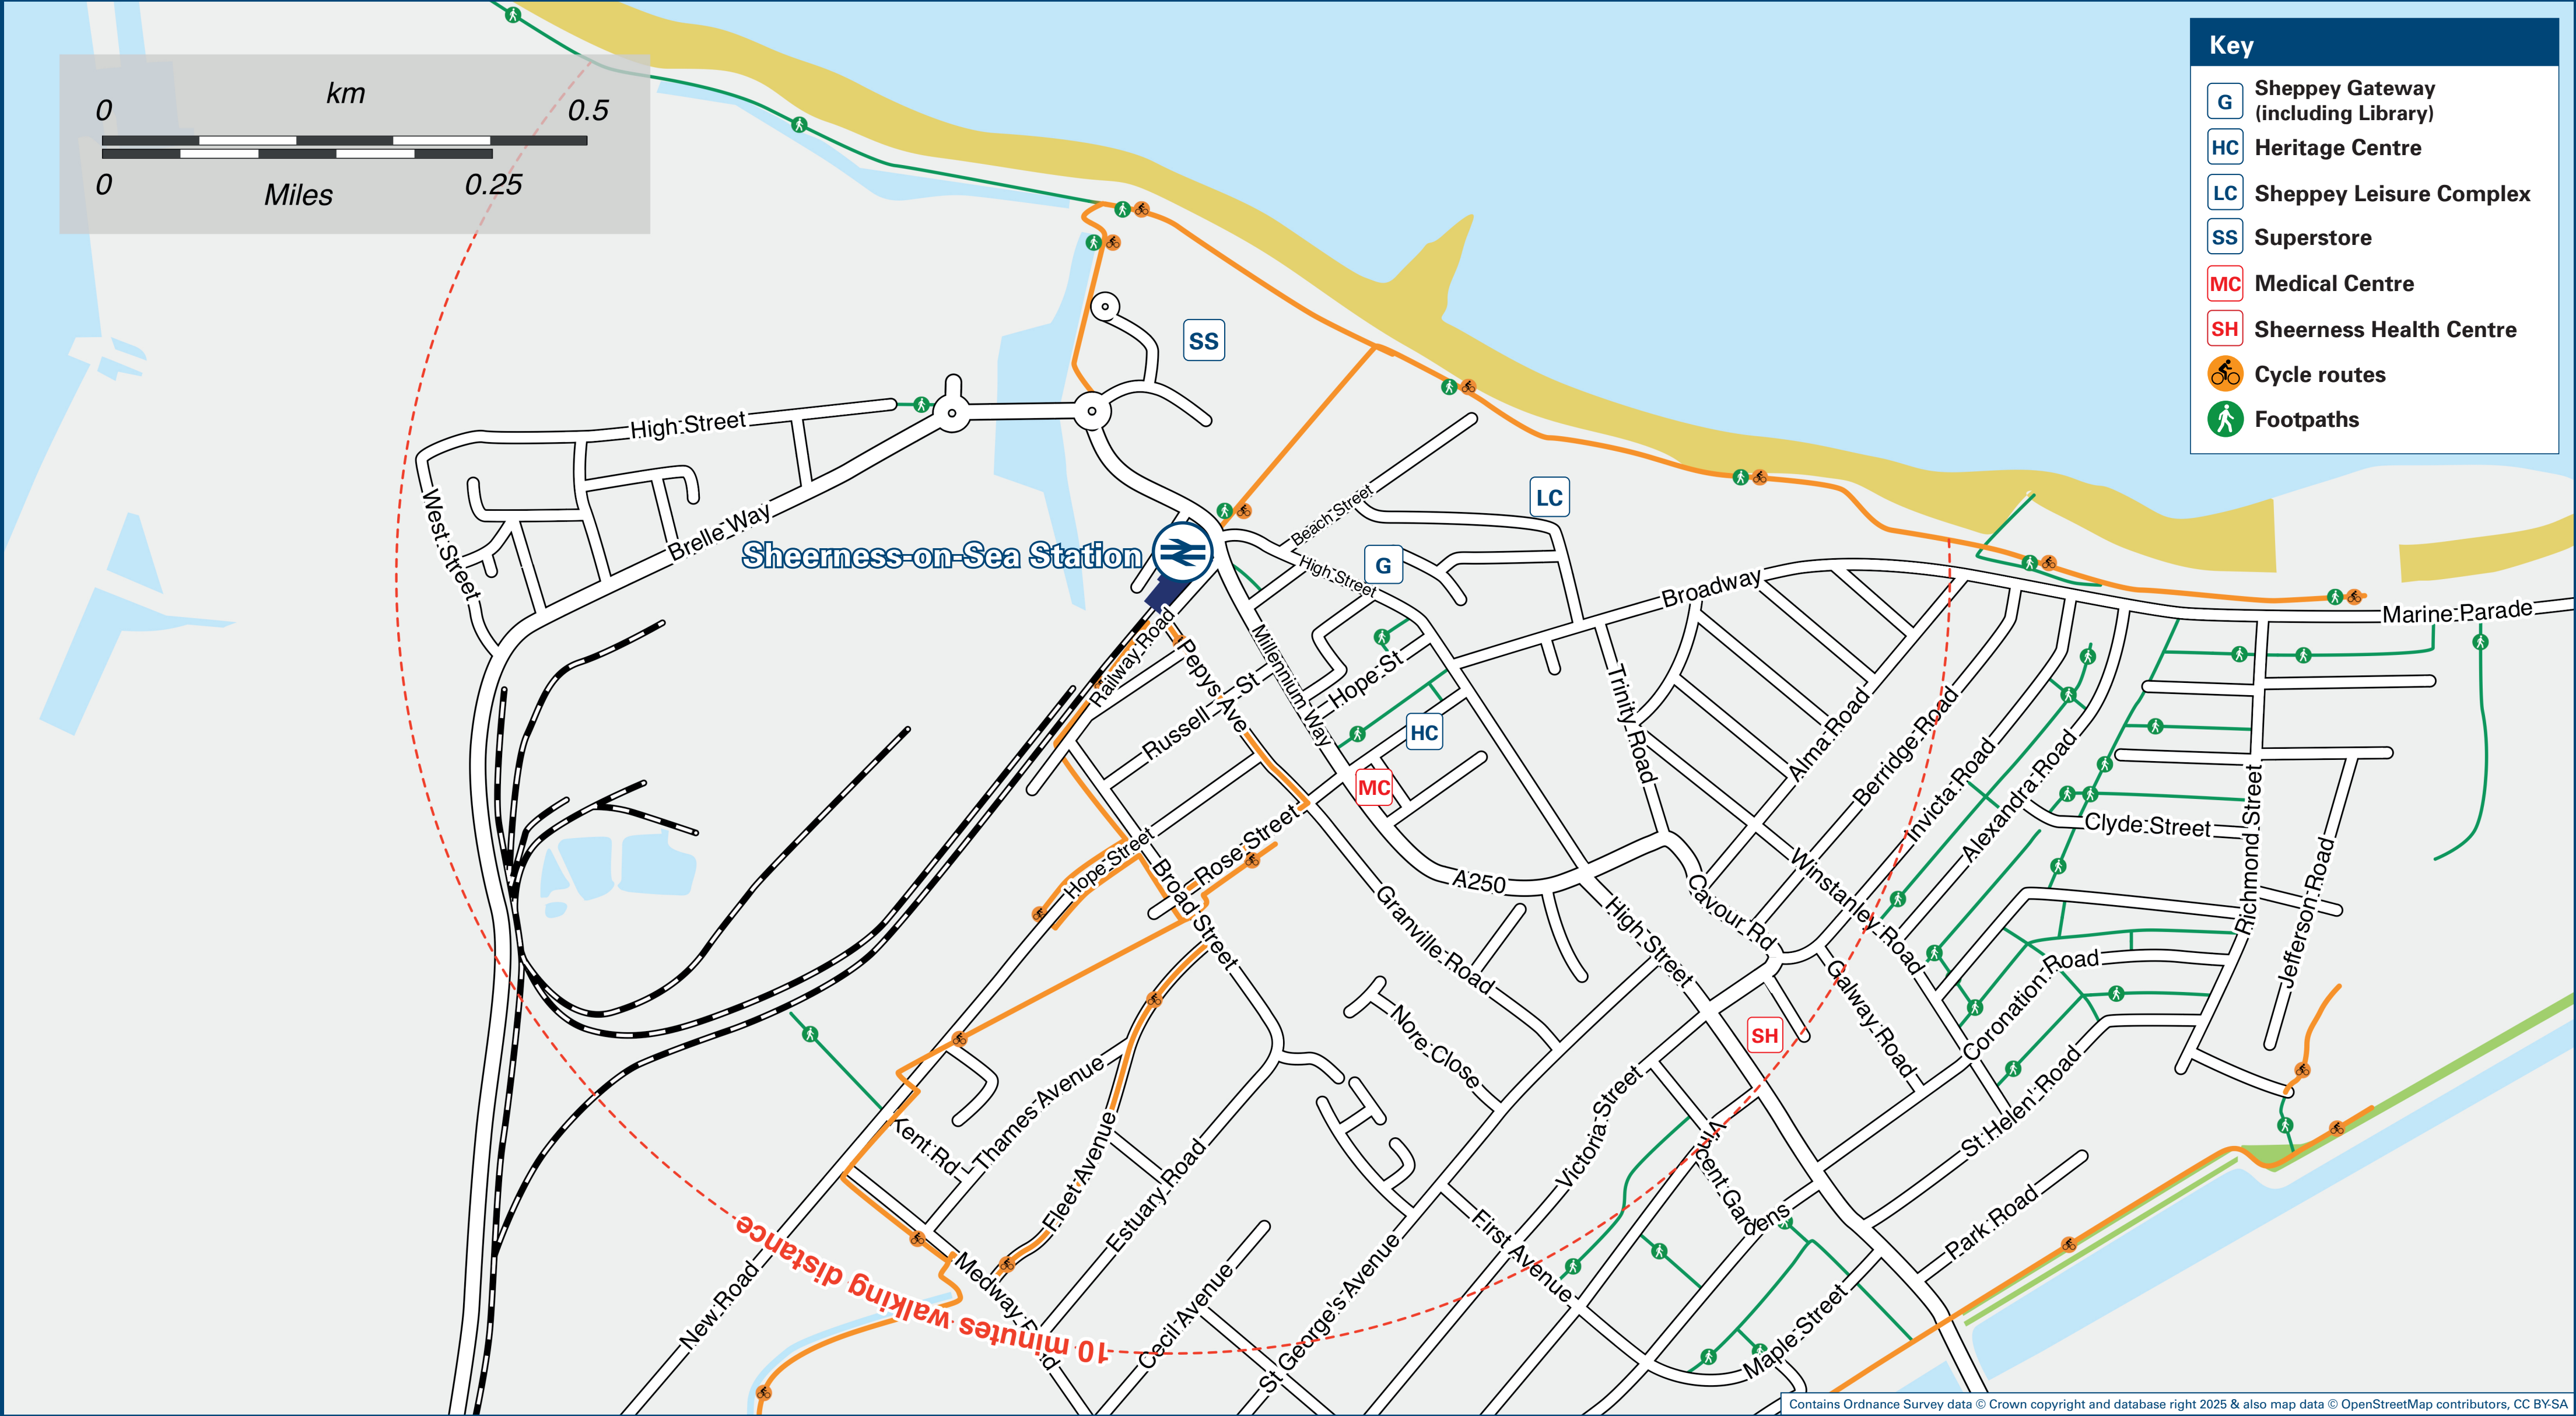 km
0 0.5
0 0.25
Miles
Key
G Sheppey Gateway
(including Library)
HC Heritage Centre
LC Sheppey Leisure Complex
SS Superstore
MC Medical Centre
SH Sheerness Health Centre
Cycle routes
Footpaths
SS
High Street
West Street
Brelle Way
Sheerness-on-Sea Station
Beach Street
LC
High Street
G
Broadway
Marine Parade
Railway Road
Pepys Ave
Millennium Way
Russell St
Hope St
HC
MC
Trinity Road
Alma Road
Berridge Road
Invicta Road
Alexandra Road
Clyde Street
Richmond Street
Jefferson Road
Hope Street
Rose Street
Broad Street
A250
Granville Road
High Street
Cavour Rd
Winstanley Road
Galway Road
Coronation Road
St Helen Road
SH
Nore Close
Victoria Street
Vincent Gardens
Park Road
Kent Rd
Thames Avenue
Fleet Avenue
Estuary Road
Medway Road
New Road
Cecil Avenue
St George's Avenue
First Avenue
Maple Street
10 minutes walking distance
Contains Ordnance Survey data © Crown copyright and database right 2025 & also map data © OpenStreetMap contributors, CC BY-SA